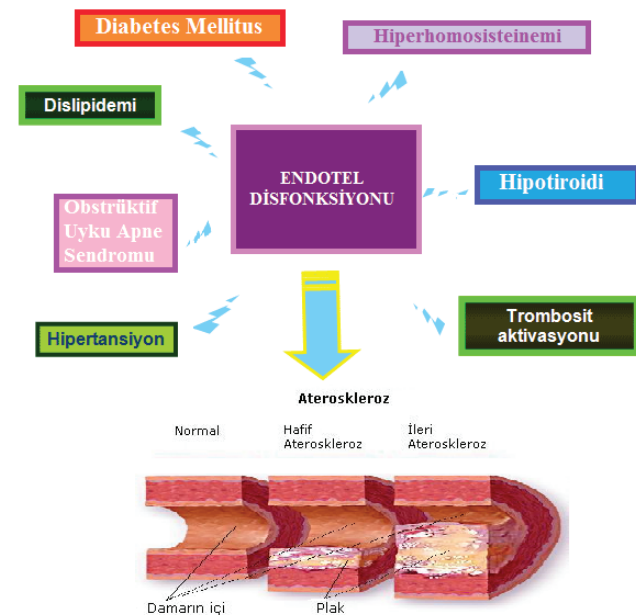 Diabetes Mellitus
Hiperhomosisteinemi
Dislipidemi
ENDOTEL
DİSFONKSİYONU
Hipotiroidi
Obstrüktif
Uyku Apne
Sendromu
Hipertansiyon
Trombosit
aktivasyonu
Ateroskleroz
Normal
Hafif
Ateroskleroz
İleri
Ateroskleroz
Damarın içi
Plak